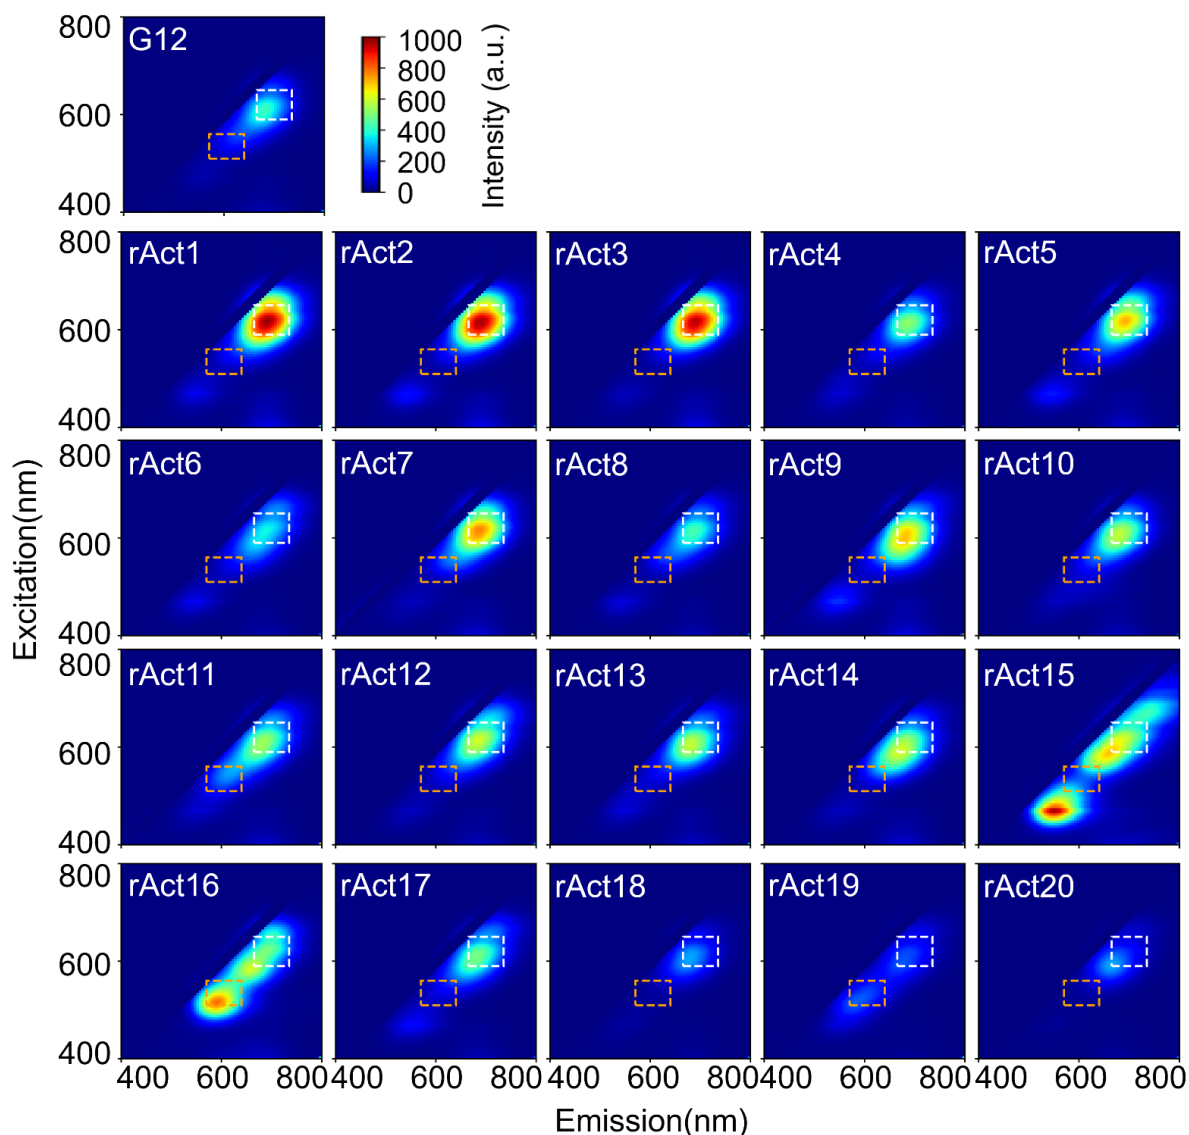 800
G12
600
400
1000
800
600
400
200
0
Intensity (a.u.)
800
rAct1
rAct2
rAct3
rAct4
rAct5
600
400
800
rAct6
rAct7
rAct8
rAct9
rAct10
600
400
800
rAct11
rAct12
rAct13
rAct14
rAct15
600
400
800
rAct16
rAct17
rAct18
rAct19
rAct20
600
400
400 600 800 400 600 800 400 600 800 400 600 800 400 600 800
Excitation(nm)
Emission(nm)